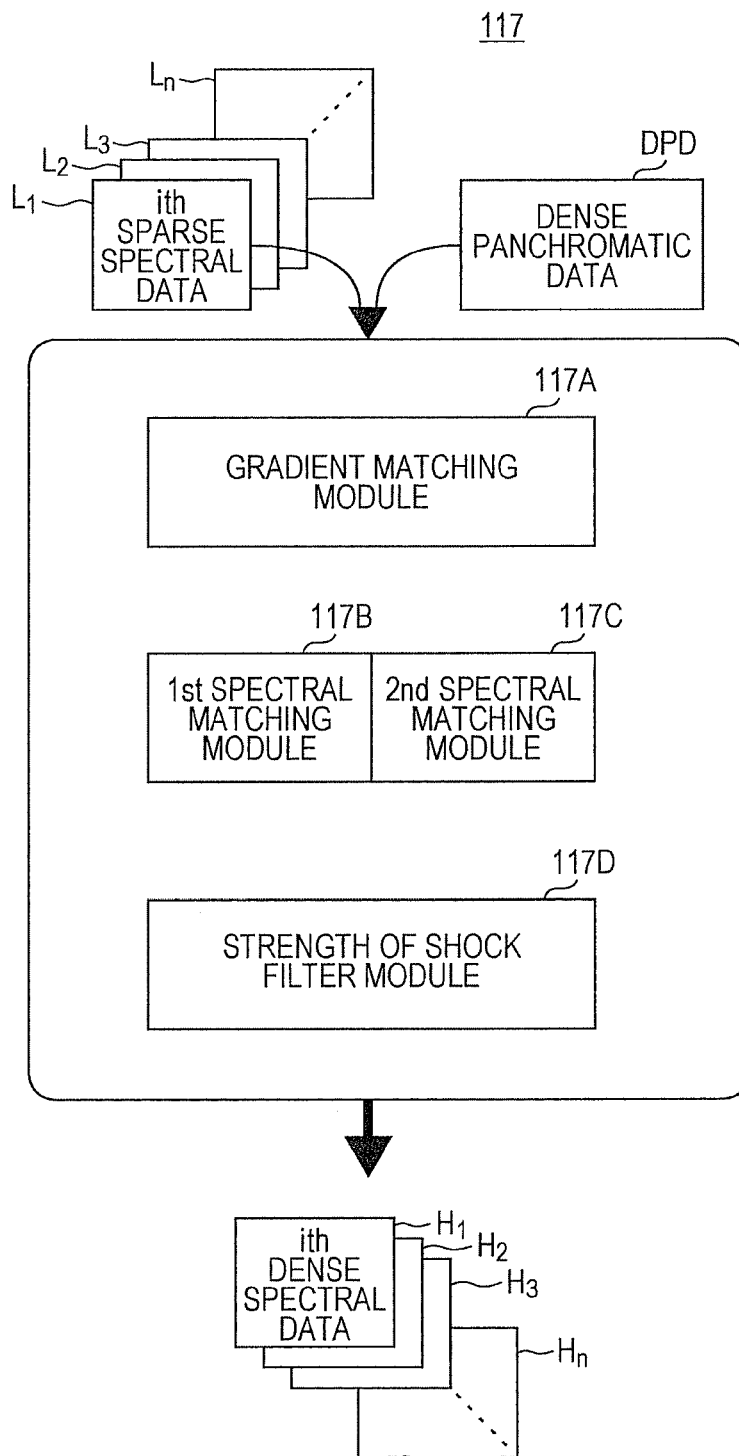 117
Ln
L3
L2
L1
ith
SPARSE
SPECTRAL
DATA
DPD
DENSE
PANCHROMATIC
DATA
117A
GRADIENT MATCHING
MODULE
117B
117C
1st SPECTRAL
MATCHING
MODULE
2nd SPECTRAL
MATCHING
MODULE
117D
STRENGTH OF SHOCK
FILTER MODULE
ith
DENSE
SPECTRAL
DATA
H1
H2
H3
Hn